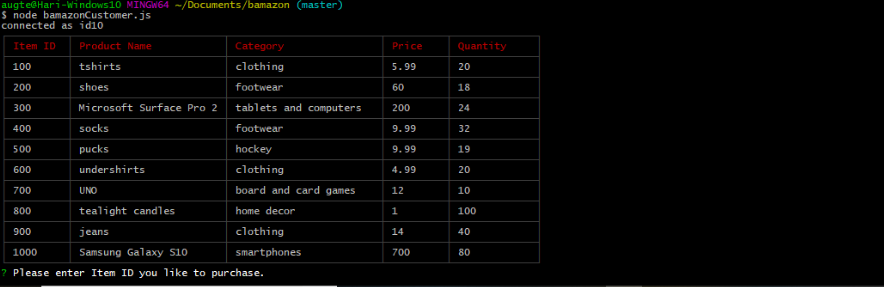 augte@Hari-Windows10 MINGW64 ~/Documents/bamazon (master)
$ node bamazonCustomer.js
connected as id10
Item ID Product Name Category Price Quantity
100 tshirts clothing 5.99 20
200 shoes footwear 60 18
300 Microsoft Surface Pro 2 tablets and computers 200 24
400 socks footwear 9.99 32
500 pucks hockey 9.99 19
600 undershirts clothing 4.99 20
700 UNO board and card games 12 10
800 tealight candles home decor 1 100
900 jeans clothing 14 40
1000 Samsung Galaxy S10 smartphones 700 80
? Please enter Item ID you like to purchase.